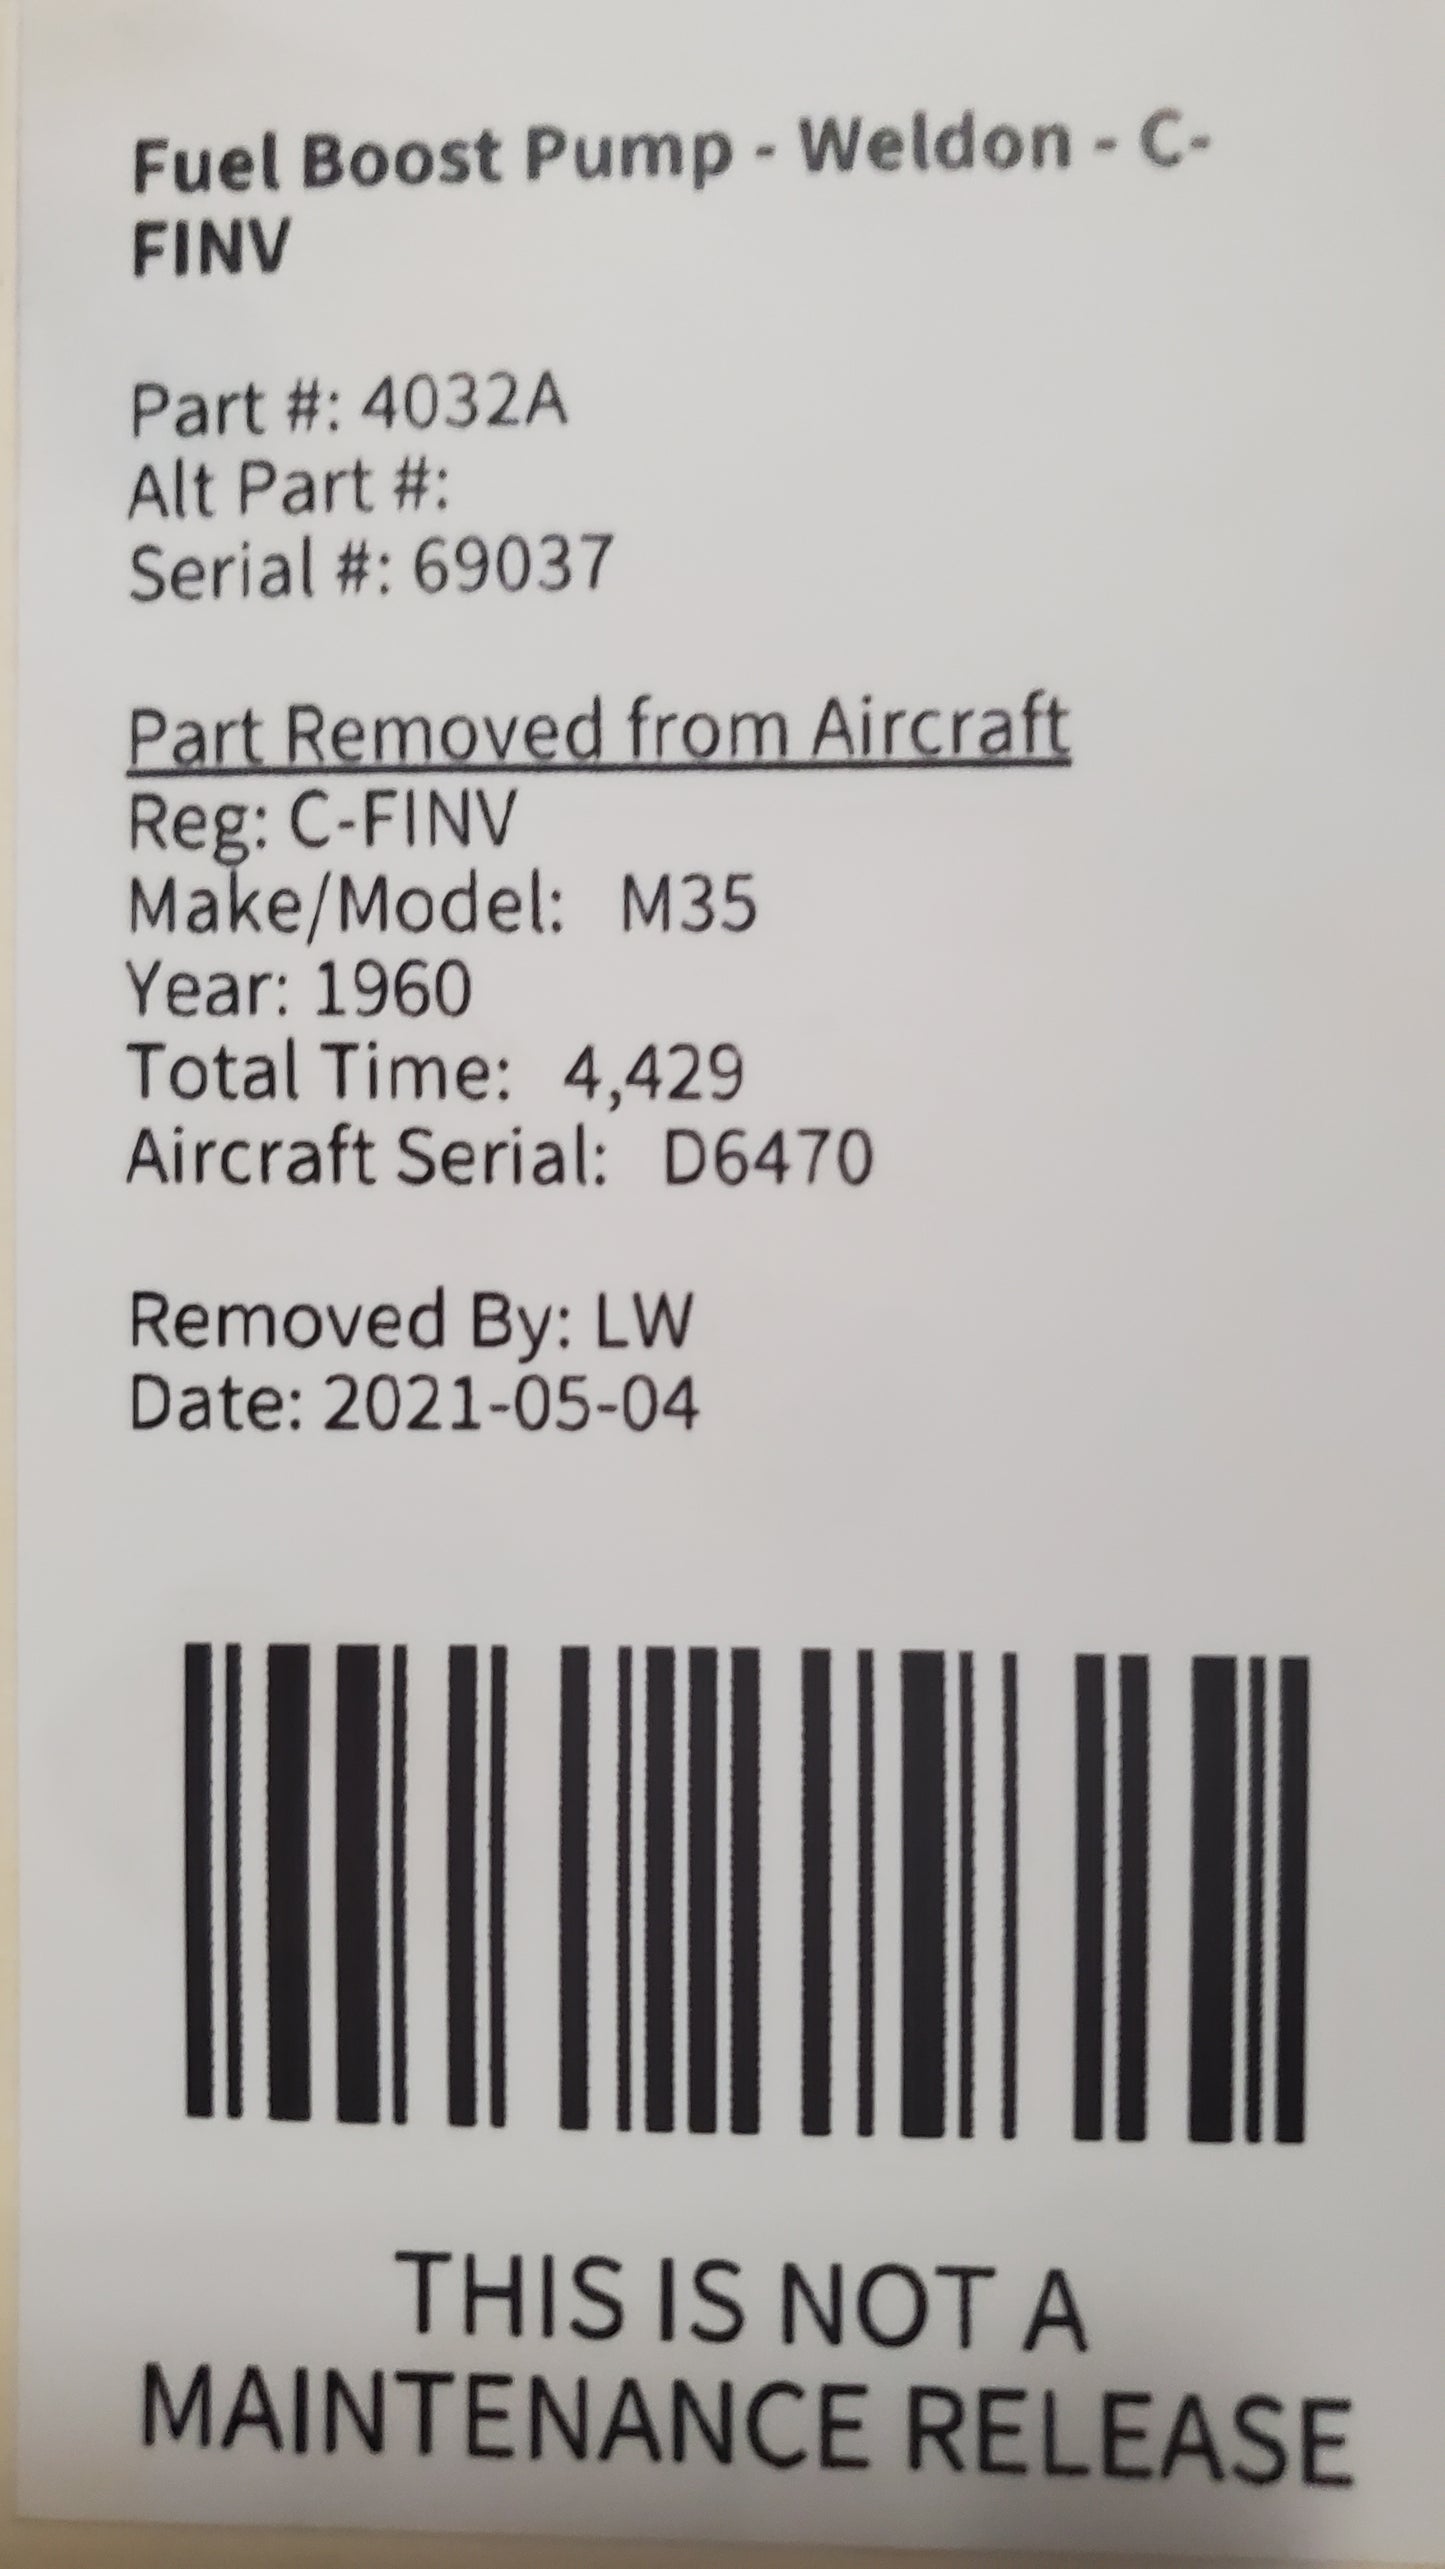 Fuel Boost Pump - Weldon - C-
FINV
Part #: 4032A
Alt Part #:
Serial #: 69037
Part Removed from Aircraft
Reg: C-FINV
Make/Model: M35
Year: 1960
Total Time: 4,429
Aircraft Serial: D6470
Removed By: LW
Date: 2021-05-04
THIS IS NOT A
MAINTENANCE RELEASE